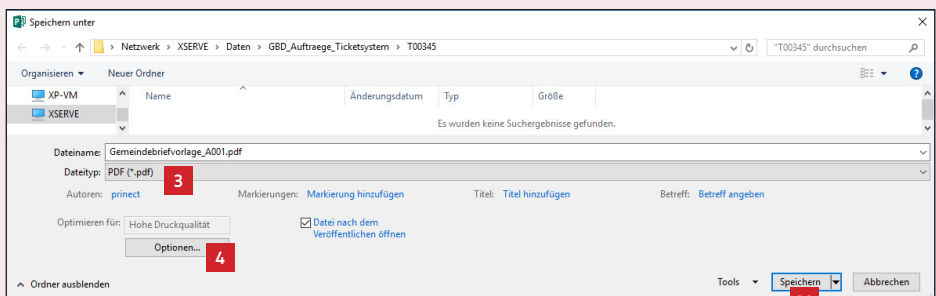 Speichern unter
Netzwerk > XSERVE > Daten > GBD_Auftraege_Ticketsystem > T00345
"T00345" durchsuchen
Organisieren Neuer Ordner
XP-VM
XSERVE
Name Änderungsdatum Typ Größe
Es wurden keine Suchergebnisse gefunden.
Dateiname: Gemeindebriefvorlage_A001.pdf
Dateityp: PDF (*.pdf)
3
Autoren: prinect Markierungen: Markierung hinzufügen Titel: Titel hinzufügen Betreff: Betreff angeben
Optimieren für: Hohe Druckqualität
Datei nach dem
Veröffentlichen öffnen
Optionen...
4
Ordner ausblenden
Tools Speichern Abbrechen